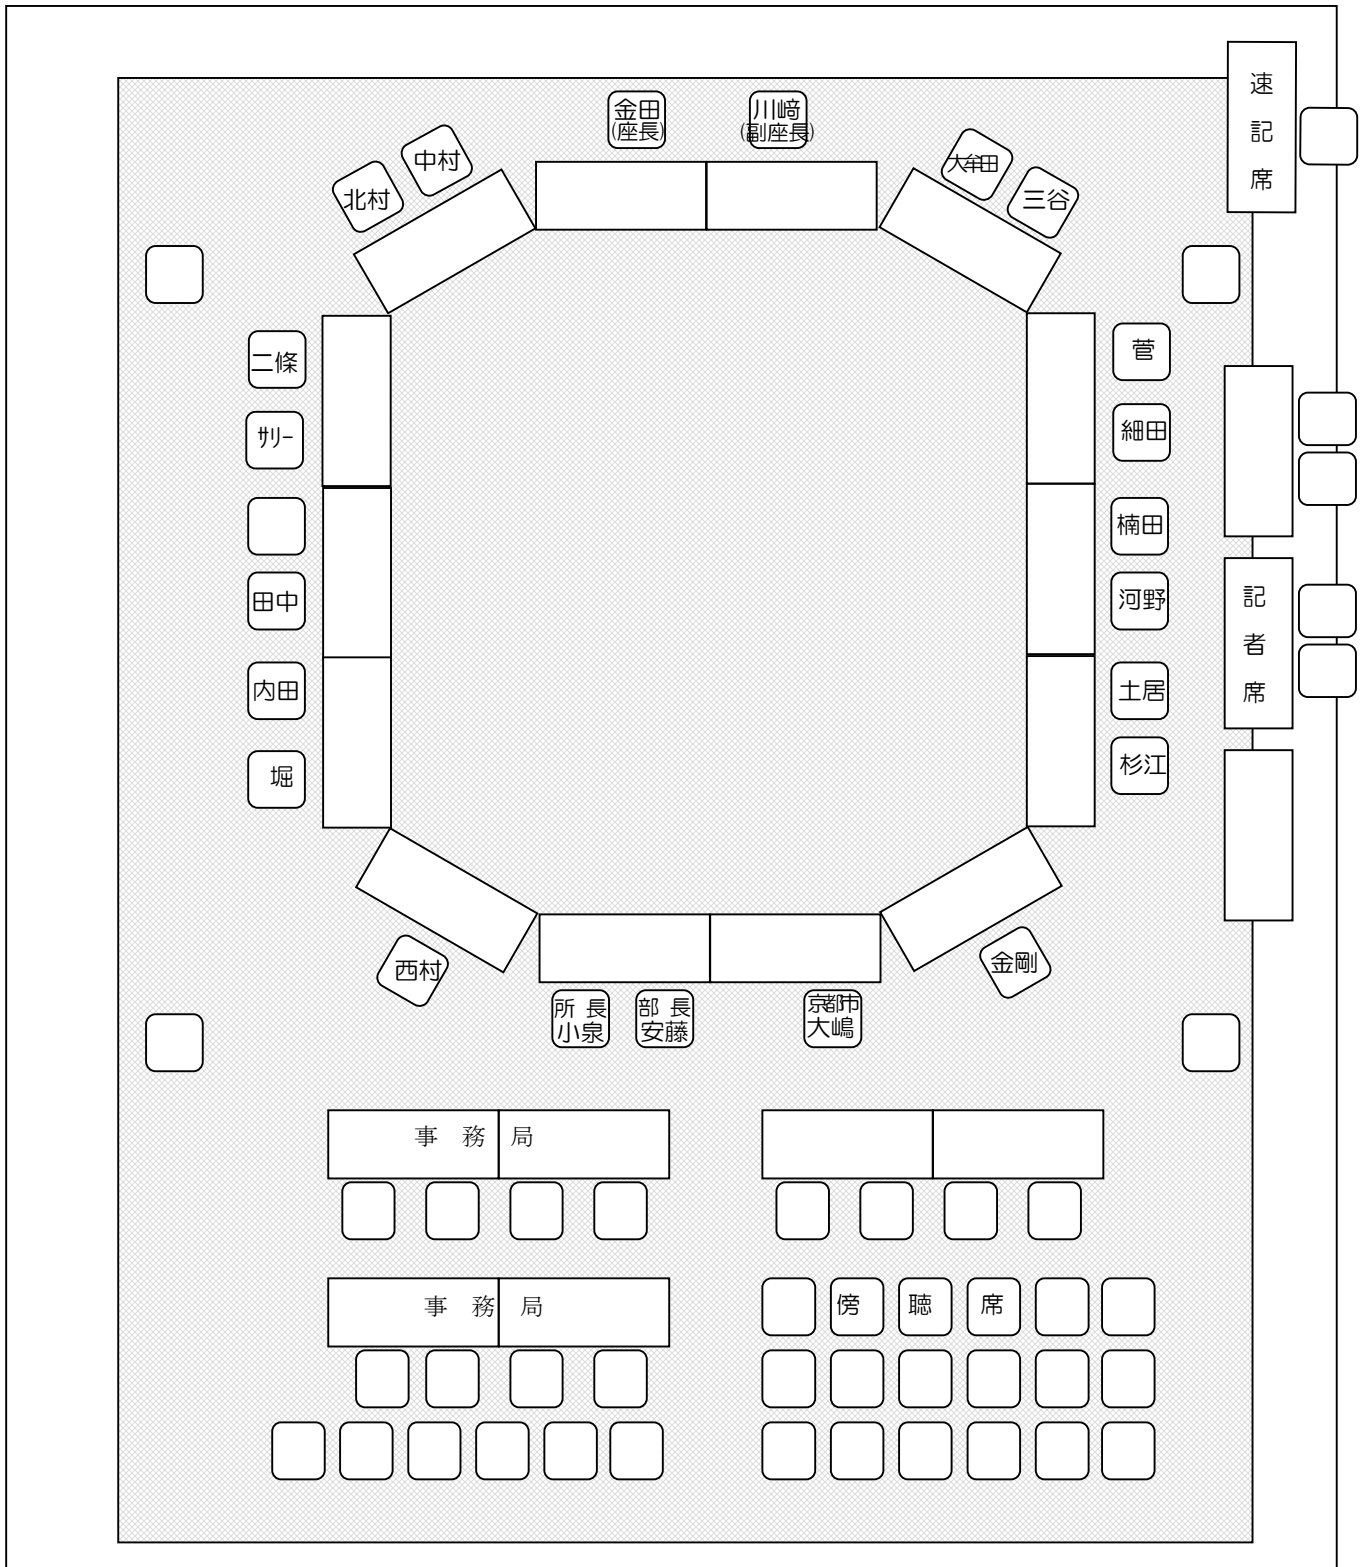 速記席
金田
(座長)
川﨑
(副座長)
中村
北村
大牟田
三谷
二條
ｻﾘｰ
田中
内田
堀
菅
細田
楠田
河野
土居
杉江
記者席
西村
金剛
所 長
小泉
部 長
安藤
京都市
大嶋
事 務 局
事 務 局
傍 聴 席